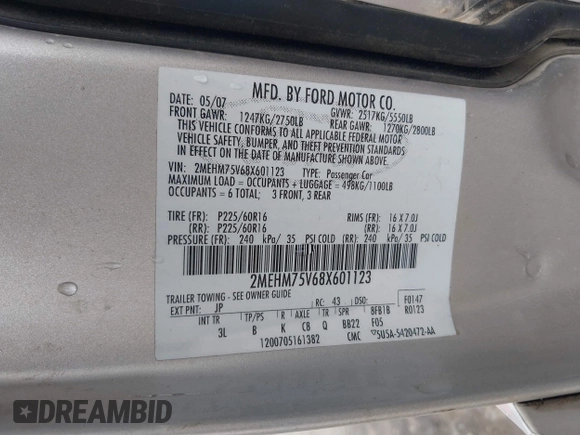 MFD. BY FORD MOTOR CO.
DATE: 05/07 GVWR: 2517KG/5550LB
FRONT GAWR: 1247KG/2750LB REAR GAWR: 1270KG/2800LB
THIS VEHICLE CONFORMS TO ALL APPLICABLE FEDERAL MOTOR
VEHICLE SAFETY, BUMPER, AND THEFT PREVENTION STANDARDS
IN EFFECT ON THE DATE OF MANUFACTURE SHOWN ABOVE.
VIN: 2MEHM75V68X601123 TYPE: Passenger Car
MAXIMUM LOAD = OCCUPANTS + LUGGAGE = 498KG/1100LB
OCCUPANTS = 6 TOTAL; 3 FRONT, 3 REAR
TIRE (FR): P225/60R16 RIMS (FR): 16 X 7.0J
(RR): P225/60R16 (RR): 16 X 7.0J
PRESSURE (FR): 240 kPa/ 35 PSI COLD (RR): 240 kPa/ 35 PSI COLD
2MEHM75V68X601123
TRAILER TOWING - SEE OWNER GUIDE
EXT PNT: JP RC: 43 DSO: F0147
INT TR TP/PS R AXLE TR SPR 8FB1B R0123
3L B K C8 Q BB22 F05
1200705161382 CMC 5U5A-5420472-AA
DREAMBID